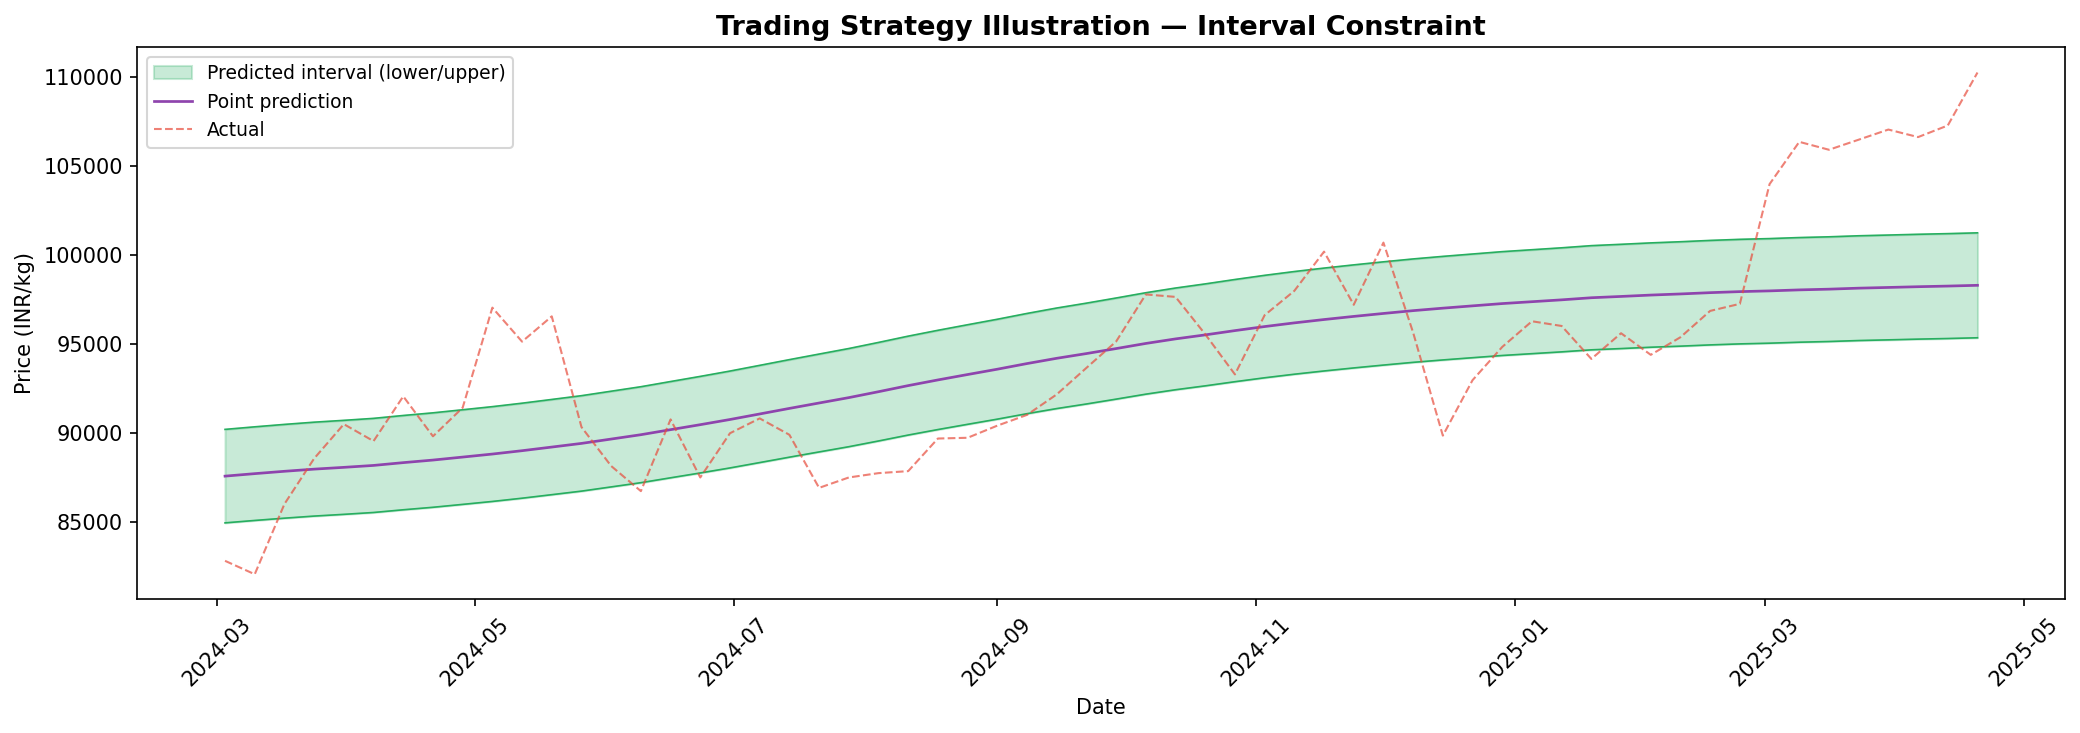 Trading Strategy Illustration — Interval Constraint
Predicted interval (lower/upper)
Point prediction
Actual
Price (INR/kg)
110000
105000
100000
95000
90000
85000
2024-03
2024-05
2024-07
2024-09
2024-11
2025-01
2025-03
2025-05
Date